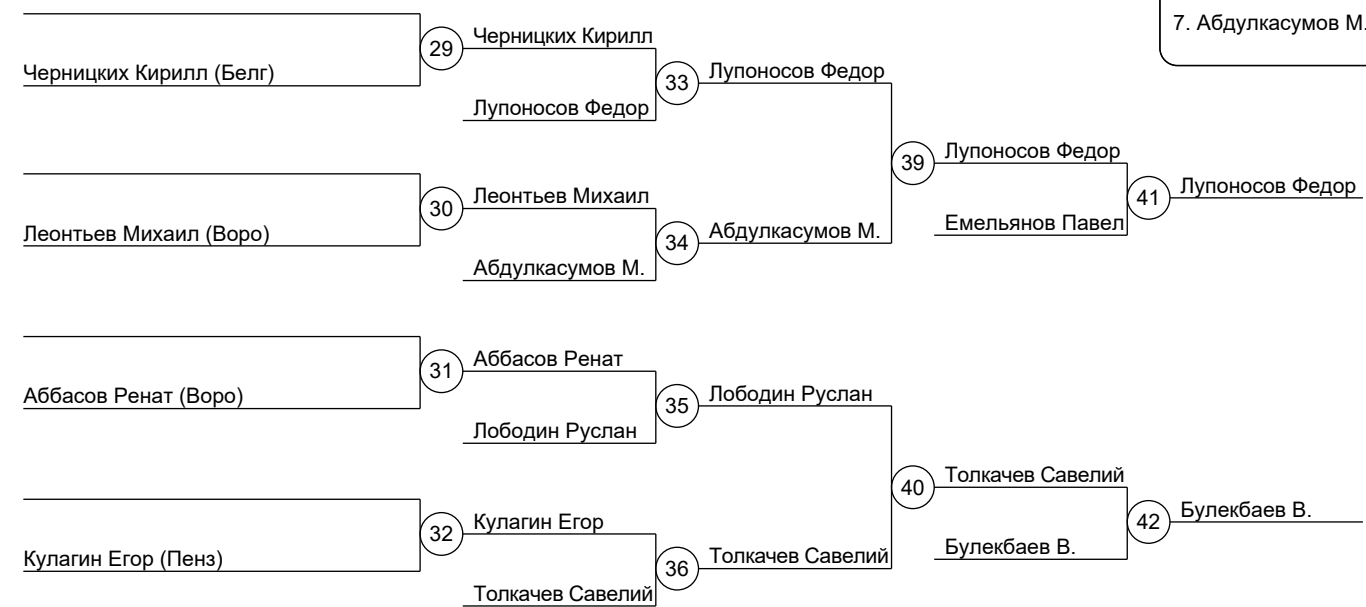 7. Абдулкасумов М.
Черницких Кирилл
29
Черницких Кирилл (Белг)
33
Лупоносов Федор
Лупоносов Федор
39
Лупоносов Федор
Леонтьев Михаил
30
Леонтьев Михаил (Воро)
34
Абдулкасумов М.
Абдулкасумов М.
Емельянов Павел
41
Лупоносов Федор
Аббасов Ренат
31
Аббасов Ренат (Воро)
35
Лободин Руслан
Лободин Руслан
40
Толкачев Савелий
Кулагин Егор
32
Кулагин Егор (Пенз)
36
Толкачев Савелий
Толкачев Савелий
Булекбаев В.
42
Булекбаев В.